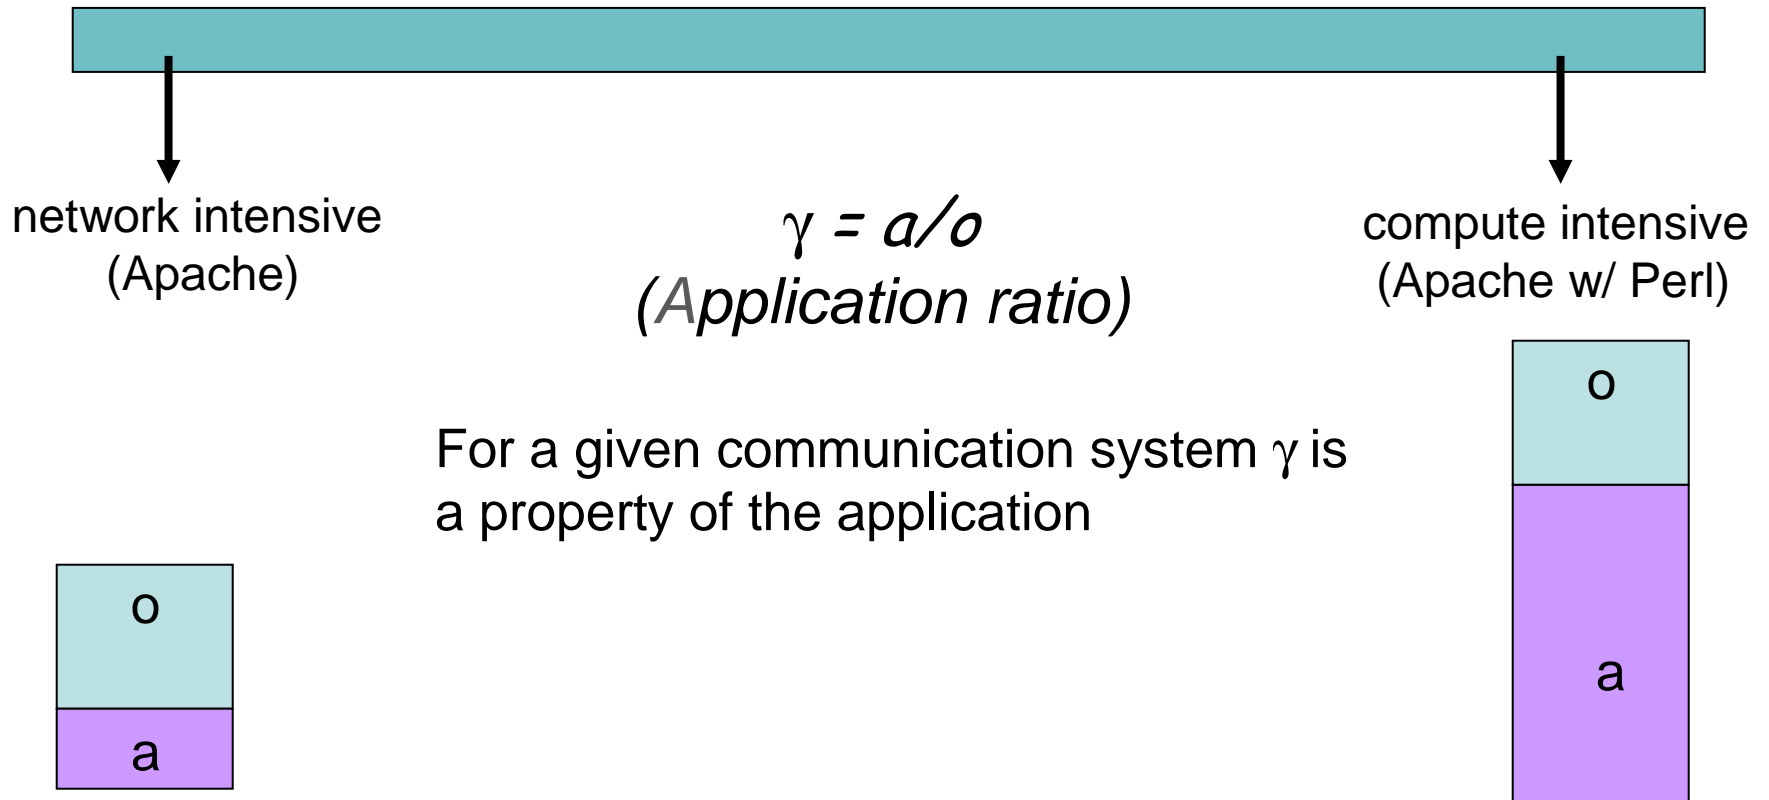 network intensive
(Apache)
γ = a/o
(Application ratio)
compute intensive
(Apache w/ Perl)
For a given communication system γ is
a property of the application
o
a
o
a